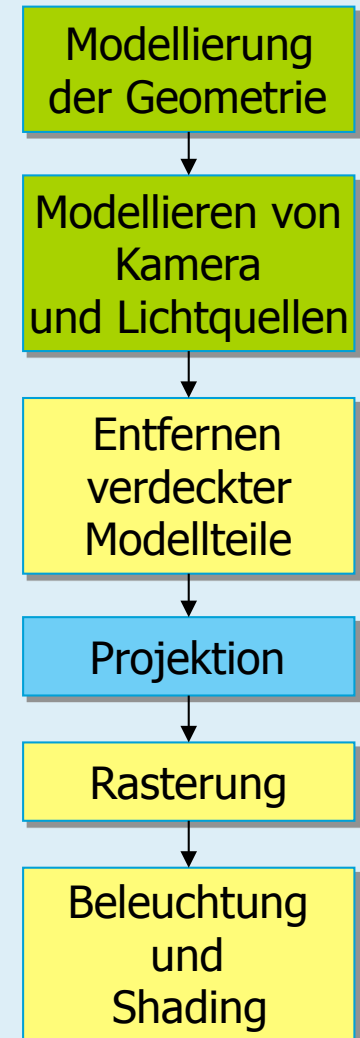 Modellierung
der Geometrie
Modellieren von
Kamera
und Lichtquellen
Entfernen
verdeckter
Modellteile
Projektion
Rasterung
Beleuchtung
und
Shading